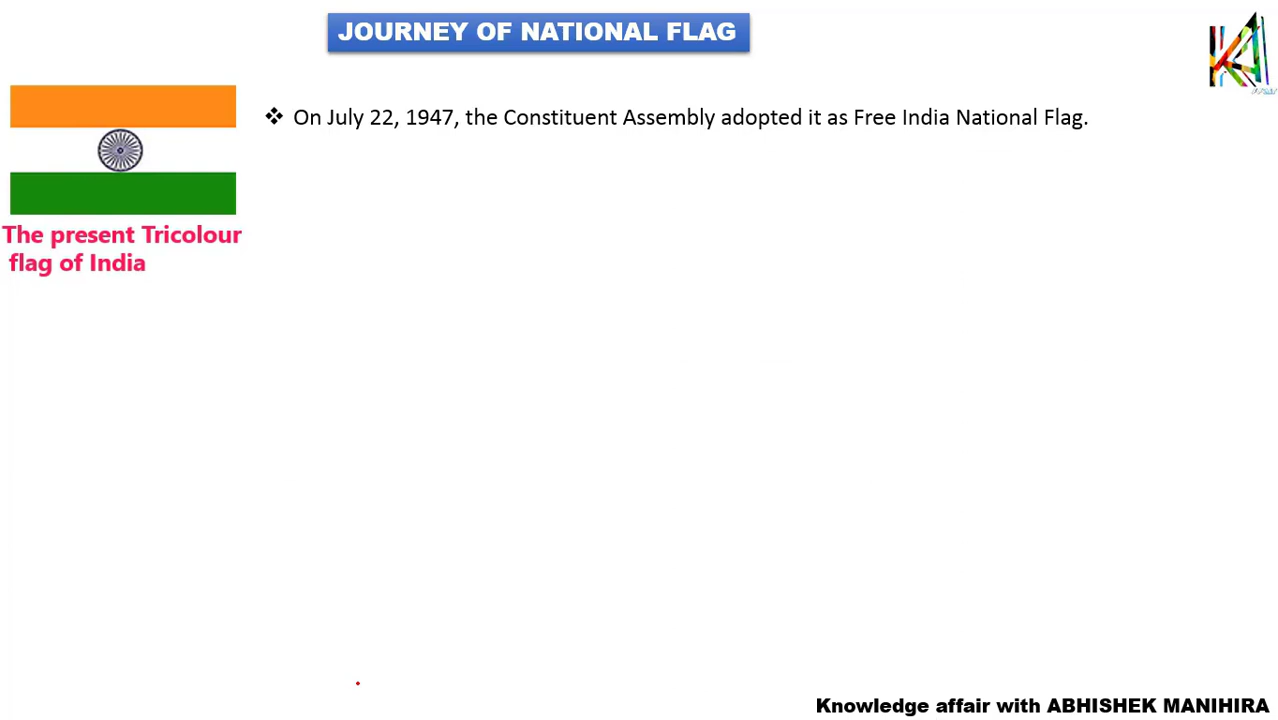 JOURNEY OF NATIONAL FLAG
KA
❖ On July 22, 1947, the Constituent Assembly adopted it as Free India National Flag.
The present Tricolour
flag of India
Knowledge affair with ABHISHEK MANIHIRA